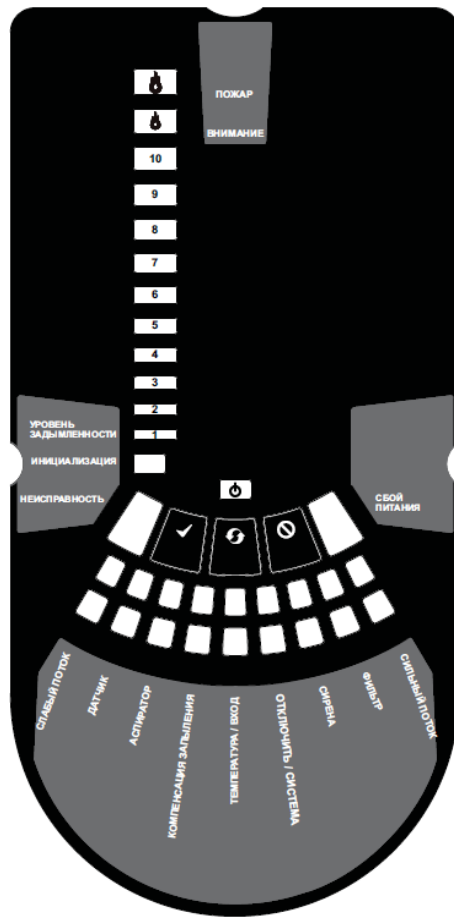 ПОЖАР
ВНИМАНИЕ
10
9
8
7
6
5
4
3
2
1
УРОВЕНЬ
ЗАДЫМЛЕННОСТИ
ИНИЦИАЛИЗАЦИЯ
НЕИСПРАВНОСТЬ
СБОЙ
ПИТАНИЯ
СЛАБЫЙ ПОТОК
ДАТЧИК
АСПИРАТОР
КОМПЕНСАЦИЯ ЗАПЫЛЕНИЯ
ТЕМПЕРАТУРА / ВХОД
ОТКЛЮЧИТЬ / СИСТЕМА
СИРЕНА
ФИЛЬТР
СИЛЬНЫЙ ПОТОК